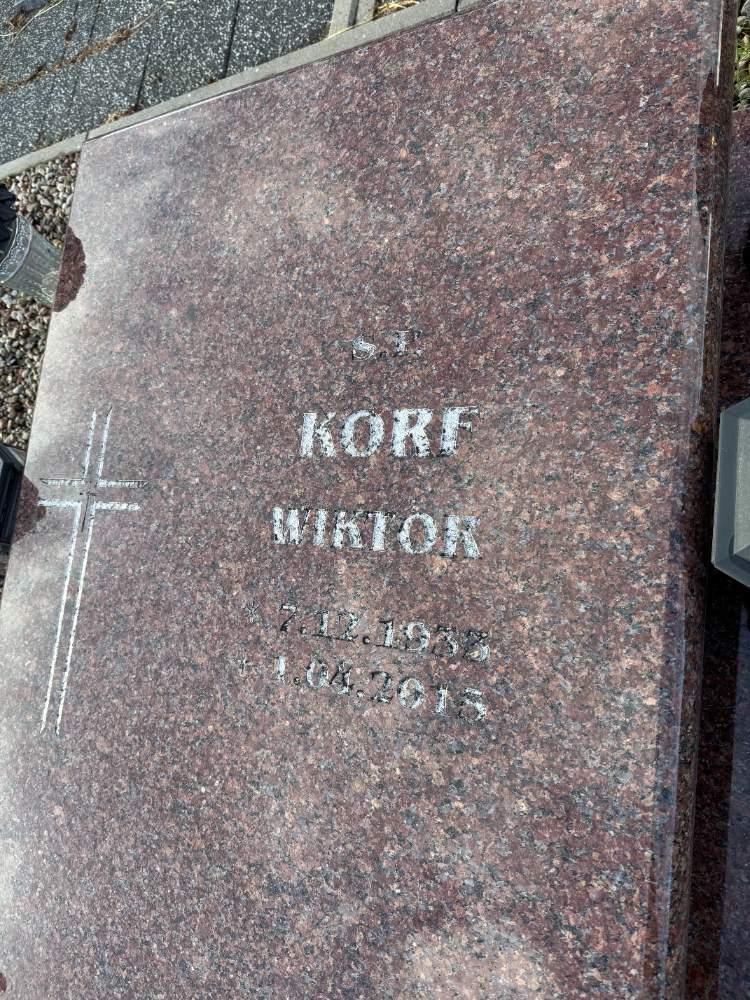 Ś.P.
KORF
WIKTOR
* 7.12.1933
+ 1.04.2015